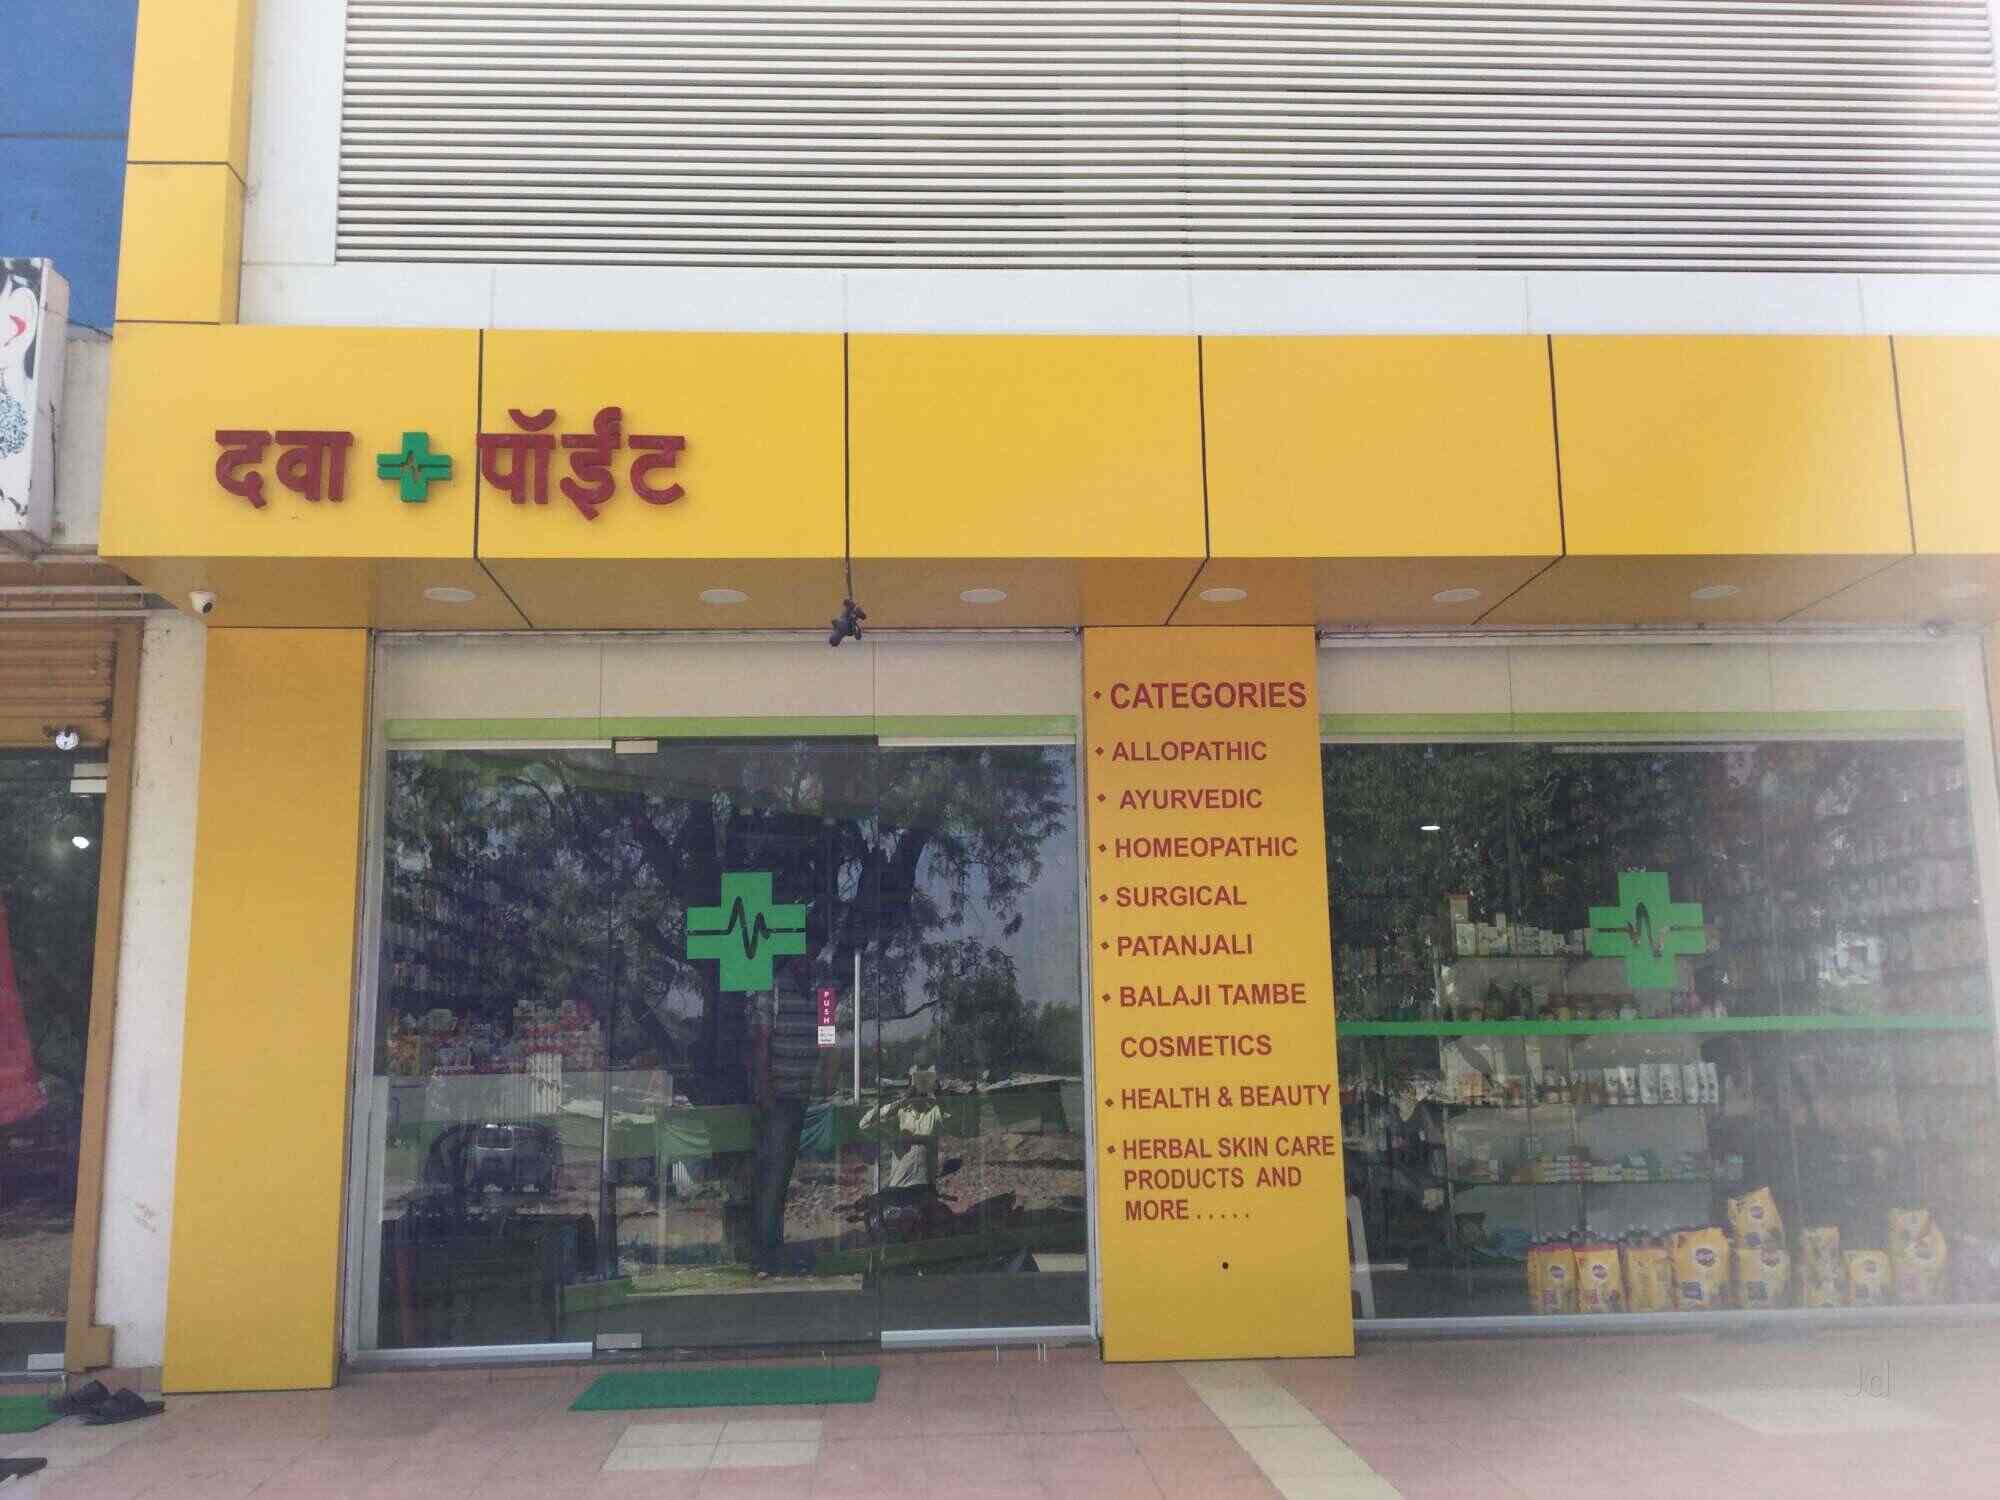 दवा पॉईंट
• CATEGORIES
• ALLOPATHIC
• AYURVEDIC
• HOMEOPATHIC
• SURGICAL
• PATANJALI
• BALAJI TAMBE
COSMETICS
• HEALTH & BEAUTY
• HERBAL SKIN CARE
PRODUCTS AND
MORE.....
PUSH
Jd